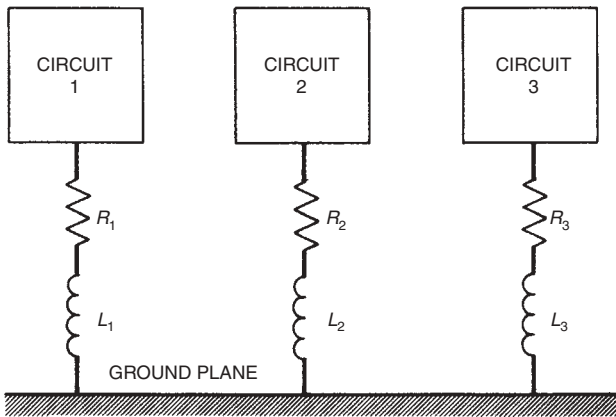 CIRCUIT
1
CIRCUIT
2
CIRCUIT
3
R1
R2
R3
L1
L2
L3
GROUND PLANE